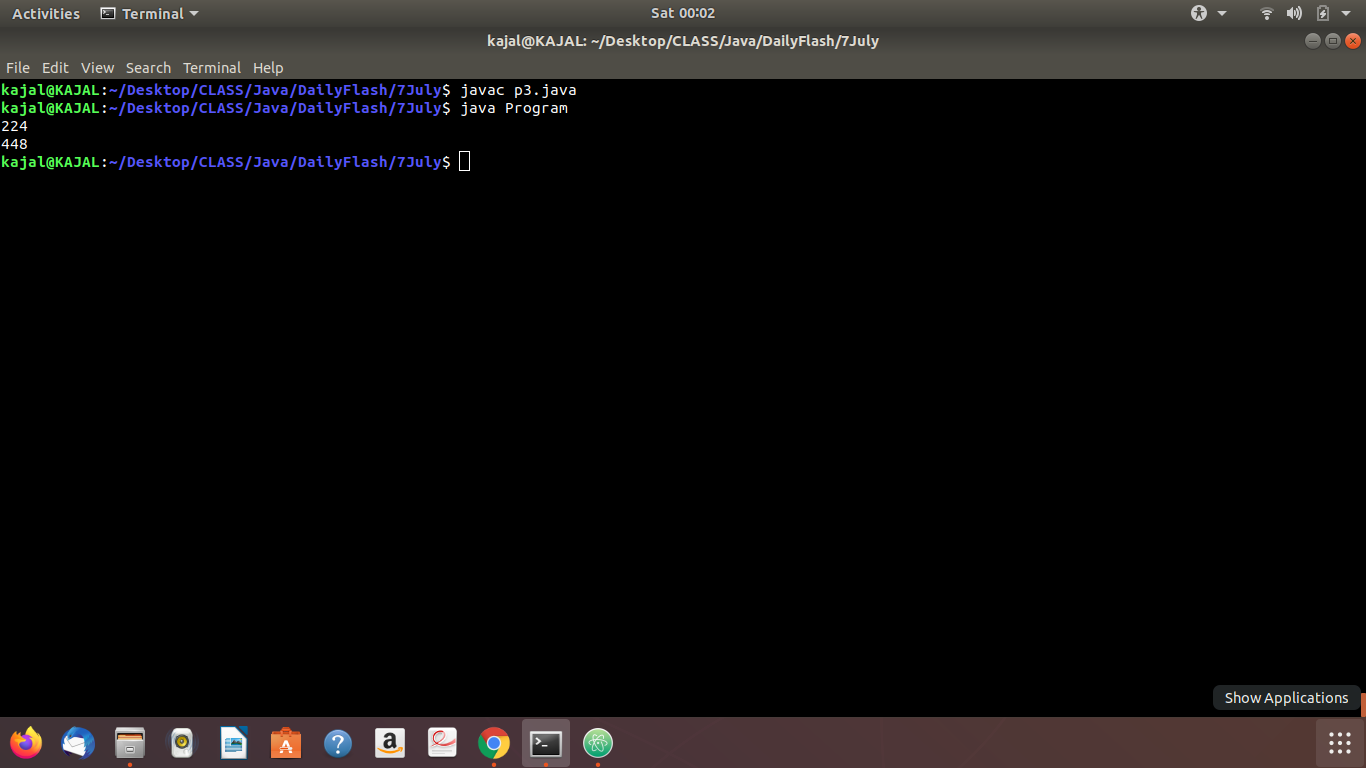 Activities Terminal Sat 00:02
kajal@KAJAL: ~/Desktop/CLASS/Java/DailyFlash/7July
File Edit View Search Terminal Help
kajal@KAJAL:~/Desktop/CLASS/Java/DailyFlash/7July$ javac p3.java
kajal@KAJAL:~/Desktop/CLASS/Java/DailyFlash/7July$ java Program
224
448
kajal@KAJAL:~/Desktop/CLASS/Java/DailyFlash/7July$
Show Applications